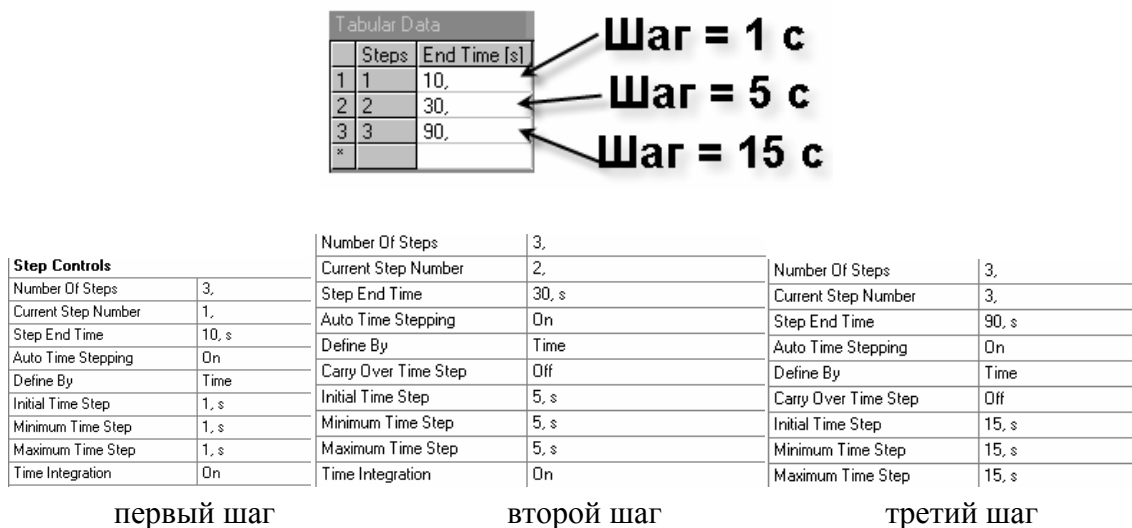 Tabular Data
Steps End Time [s]
1 1 10,
2 2 30,
3 3 90,
*
Шаг = 1 с
Шаг = 5 с
Шаг = 15 с
Step Controls
Number Of Steps 3,
Current Step Number 1,
Step End Time 10, s
Auto Time Stepping On
Define By Time
Initial Time Step 1, s
Minimum Time Step 1, s
Maximum Time Step 1, s
Time Integration On
первый шаг
Number Of Steps 3,
Current Step Number 2,
Step End Time 30, s
Auto Time Stepping On
Define By Time
Carry Over Time Step Off
Initial Time Step 5, s
Minimum Time Step 5, s
Maximum Time Step 5, s
Time Integration On
второй шаг
Number Of Steps 3,
Current Step Number 3,
Step End Time 90, s
Auto Time Stepping On
Define By Time
Carry Over Time Step Off
Initial Time Step 15, s
Minimum Time Step 15, s
Maximum Time Step 15, s
третий шаг